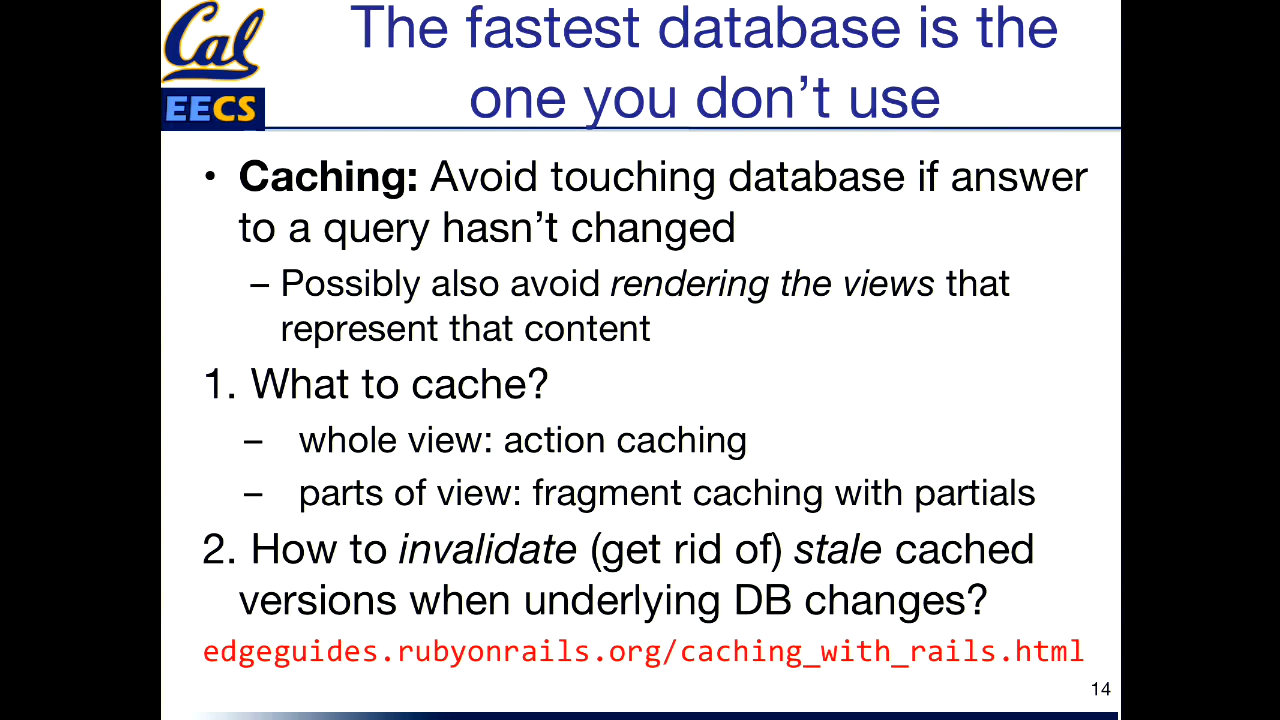 Cal
EECS
The fastest database is the
one you don’t use
• Caching: Avoid touching database if answer
to a query hasn’t changed
– Possibly also avoid rendering the views that
represent that content
1. What to cache?
– whole view: action caching
– parts of view: fragment caching with partials
2. How to invalidate (get rid of) stale cached
versions when underlying DB changes?
edgeguides.rubyonrails.org/caching_with_rails.html
14